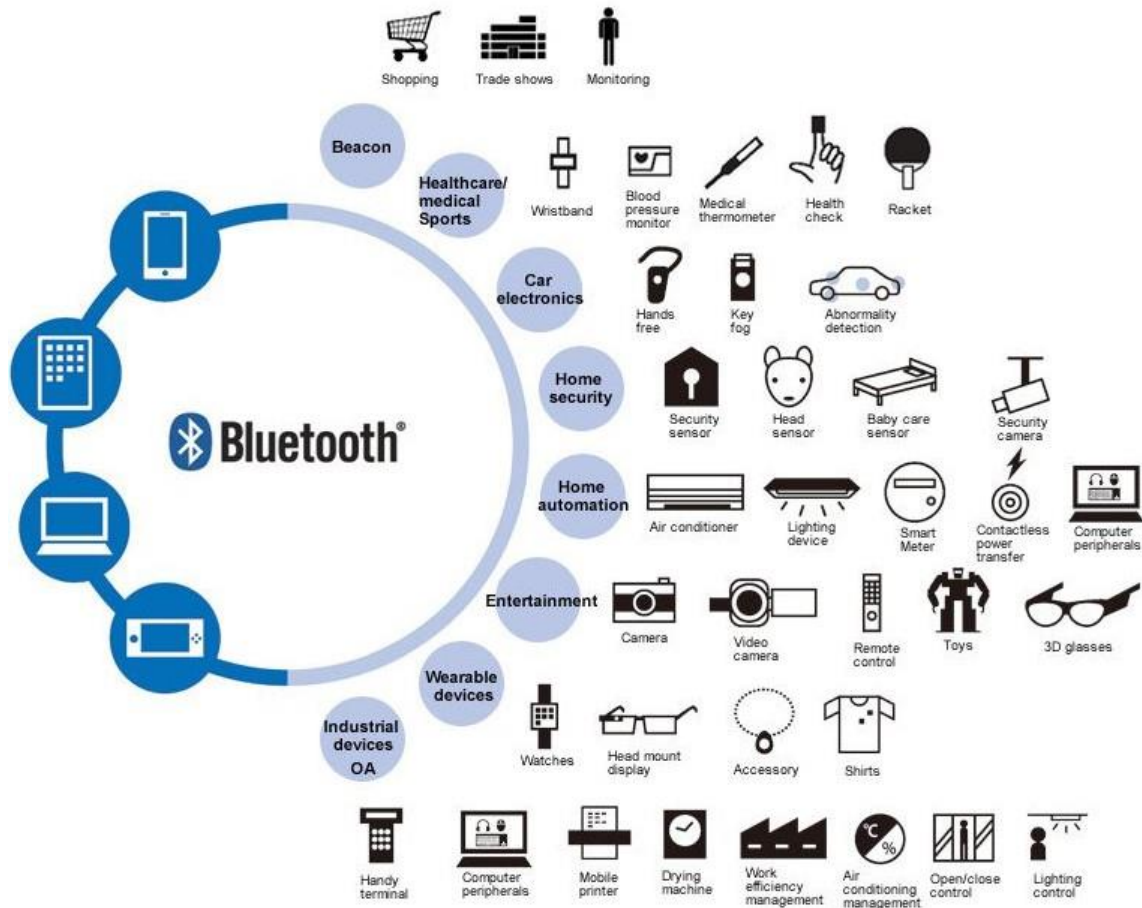 Shopping
Trade shows
Monitoring
Beacon
Healthcare/
medical
Sports
Wristband
Blood
pressure
monitor
Medical
thermometer
Health
check
Racket
Car
electronics
Hands
free
Key
fog
Abnormality
detection
Home
security
Security
sensor
Head
sensor
Baby care
sensor
Security
camera
Bluetooth®
Home
automation
Air conditioner
Lighting
device
Smart
Meter
Contactless
power
transfer
Computer
peripherals
Entertainment
Camera
Video
camera
Remote
control
Toys
3D glasses
Wearable
devices
Watches
Head mount
display
Accessory
Shirts
Industrial
devices
OA
Handy
terminal
Computer
peripherals
Mobile
printer
Drying
machine
Work
efficiency
management
°C
%
Air
conditioning
management
Open/close
control
Lighting
control